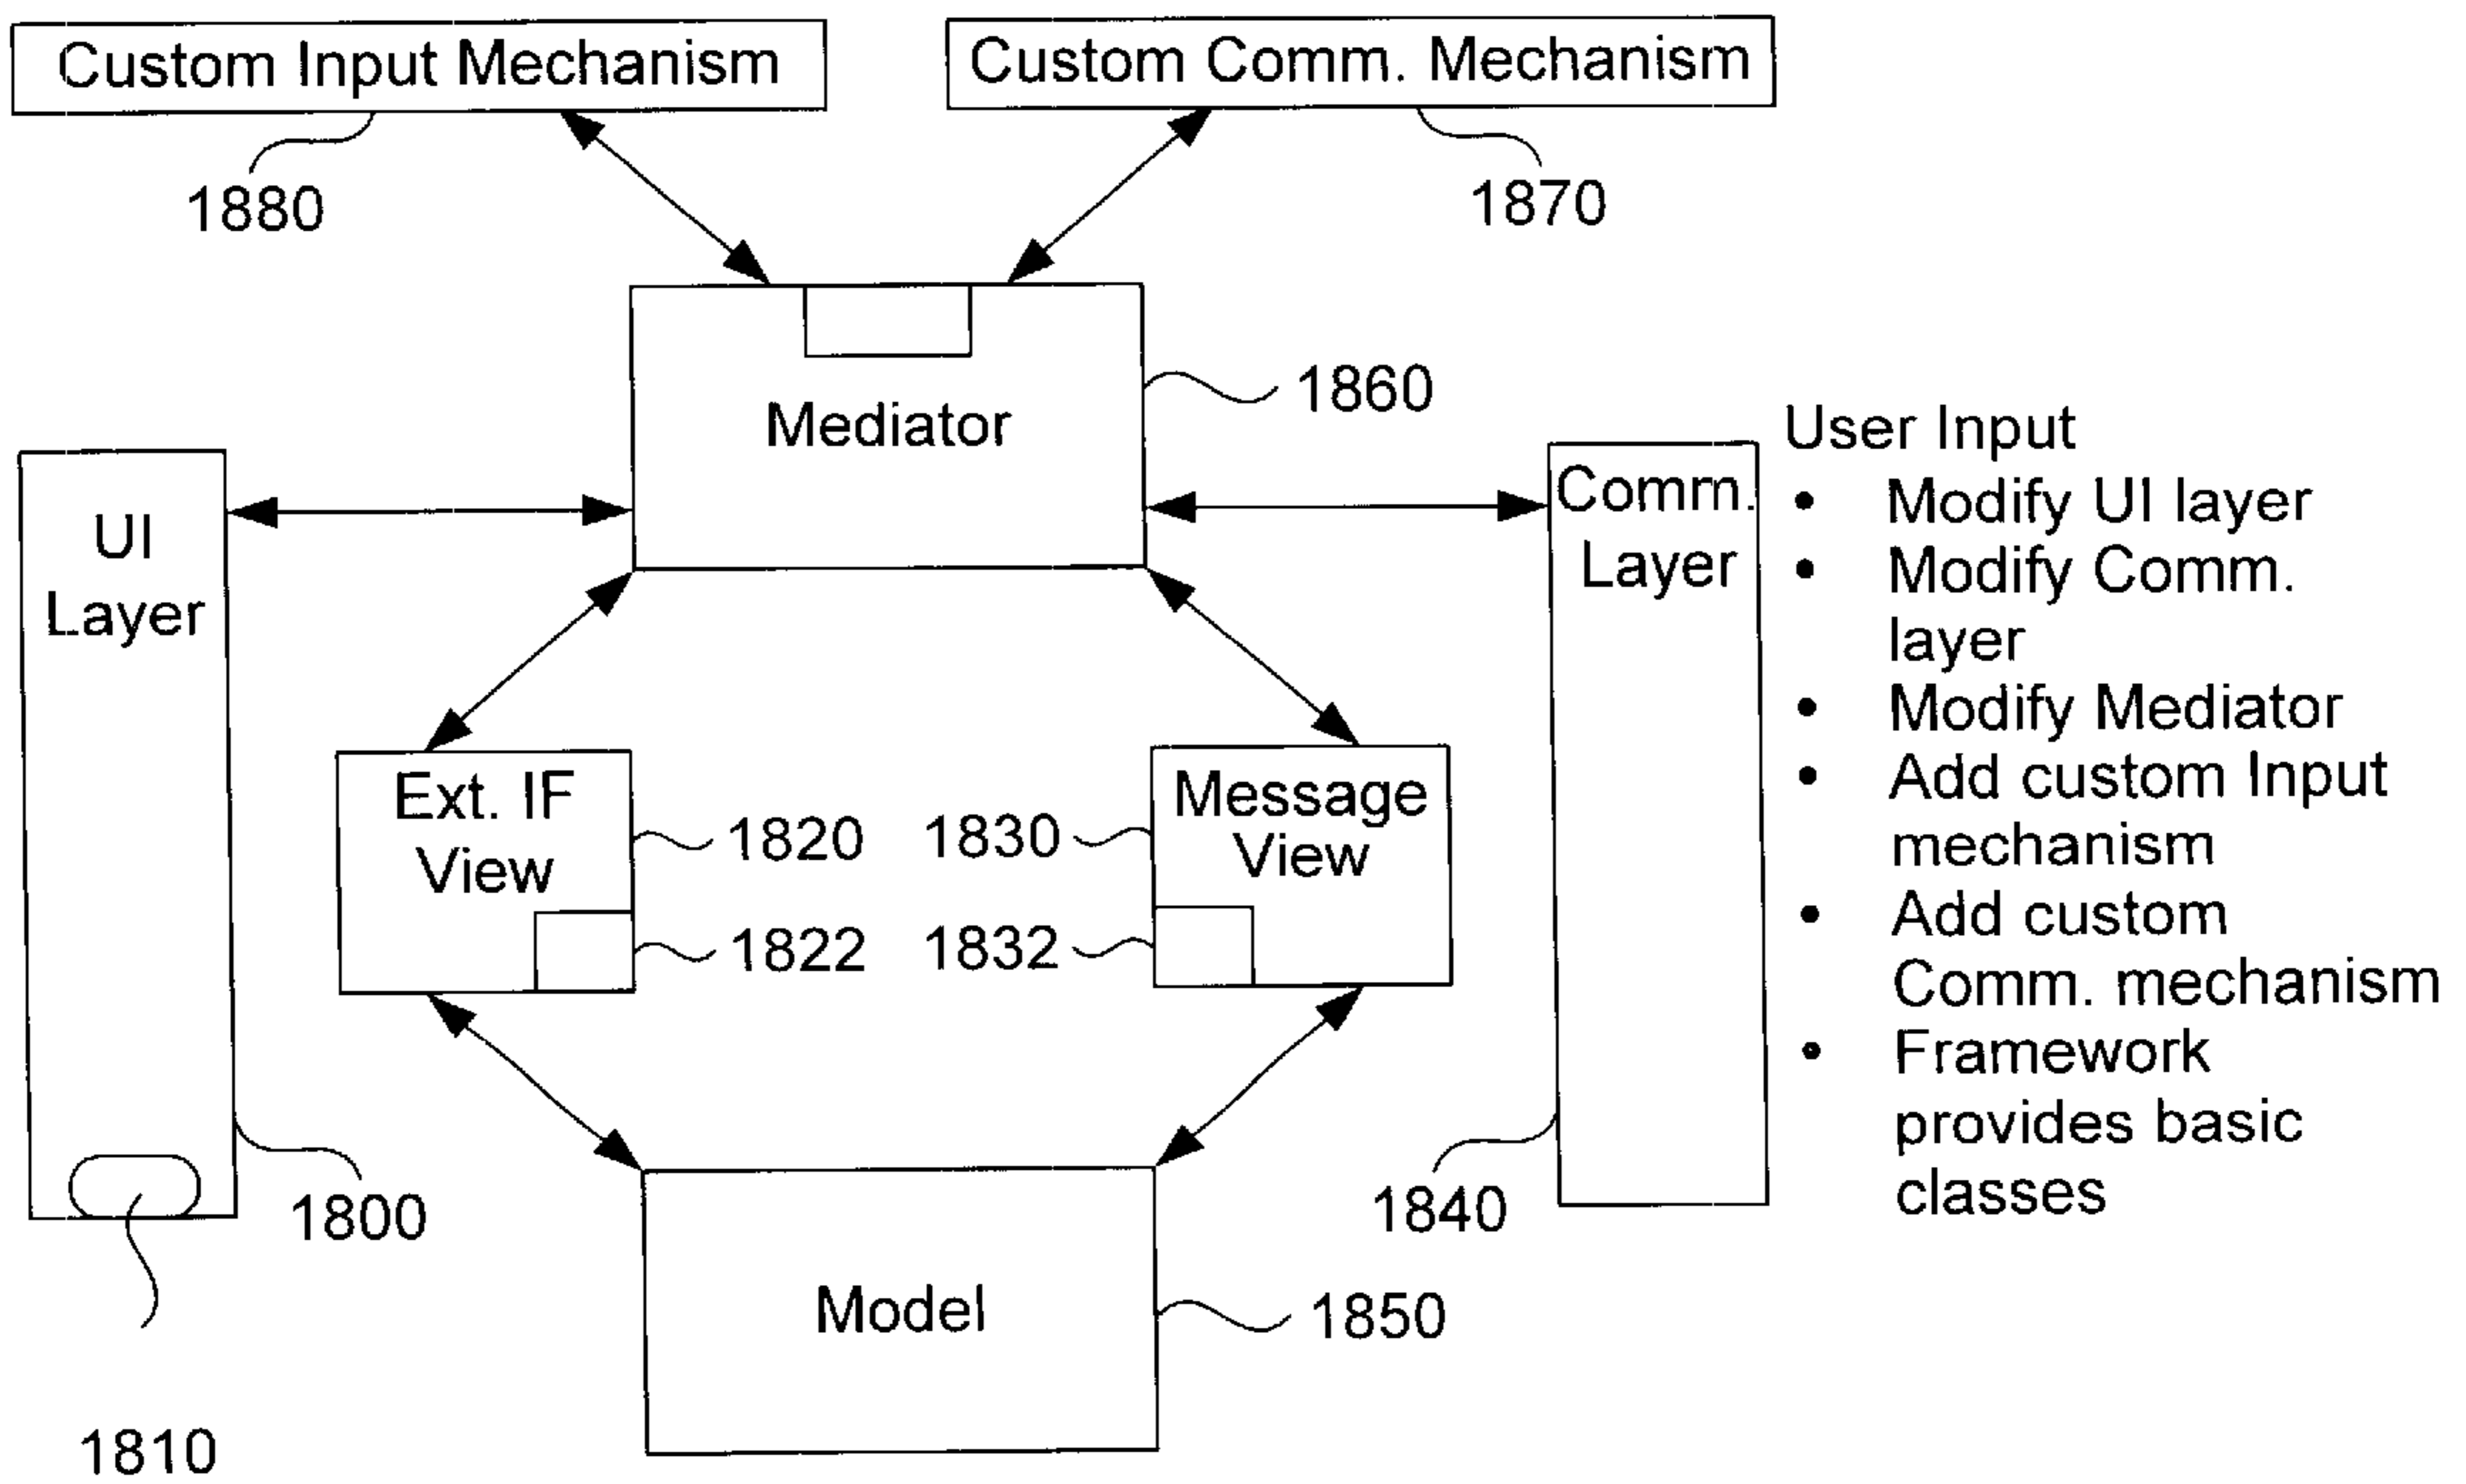 Custom Input Mechanism
Custom Comm. Mechanism
1880
1870
Mediator
1860
UI
Layer
Comm.
Layer
User Input
• Modify UI layer
• Modify Comm.
layer
• Modify Mediator
• Add custom Input
mechanism
• Add custom
Comm. mechanism
• Framework
provides basic
classes
Ext. IF
View
1820
1822
1830
1832
Message
View
1800
1840
Model
1850
1810